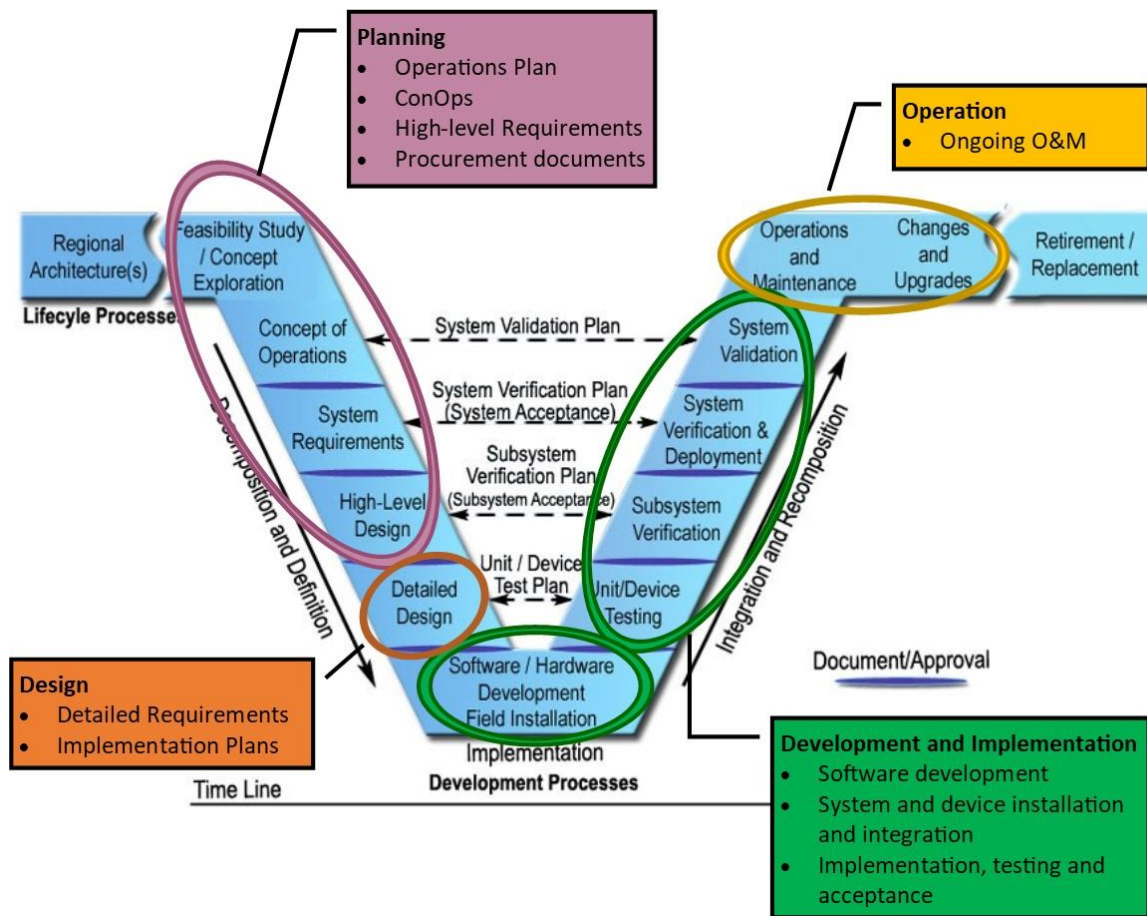 Planning
• Operations Plan
• ConOps
• High-level Requirements
• Procurement documents
Operation
• Ongoing O&M
Regional
Architecture(s)
Feasibility Study
/ Concept
Exploration
Operations
and
Maintenance
Changes
and
Upgrades
Retirement /
Replacement
Lifecyle Processes
Concept of
Operations
System Validation Plan
System
Validation
System
Requirements
System Verification Plan
(System Acceptance)
System
Verification &
Deployment
High-Level
Design
Subsystem
Verification Plan
(Subsystem Acceptance)
Subsystem
Verification
Detailed
Design
Unit / Device
Test Plan
Unit/Device
Testing
Decomposition and Definition
Integration and Recomposition
Software / Hardware
Development
Field Installation
Implementation
Development Processes
Time Line
Document/Approval
Design
• Detailed Requirements
• Implementation Plans
Development and Implementation
• Software development
• System and device installation
and integration
• Implementation, testing and
acceptance